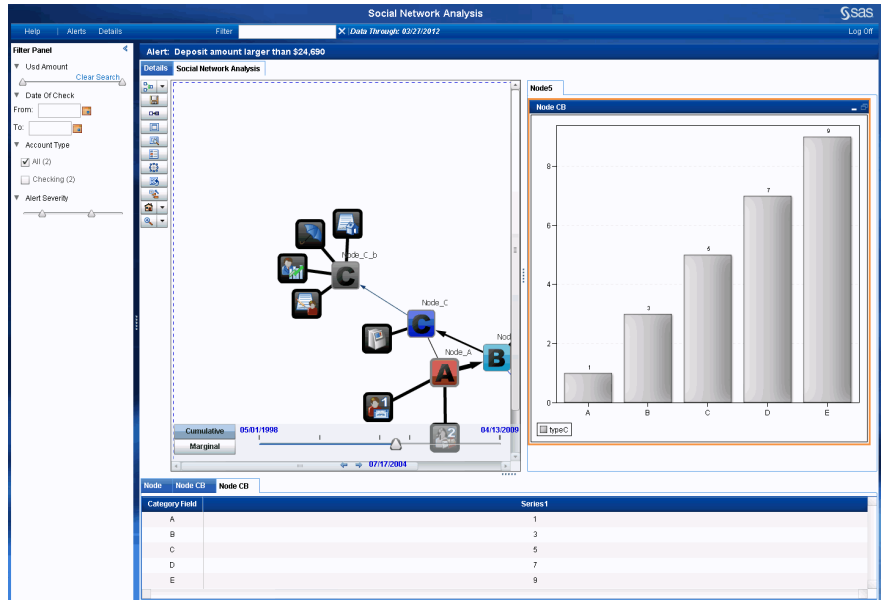 Social Network Analysis
sas
Help | Alerts Details Filter Data Through: 03/27/2012 Log Off
Filter Panel
Usd Amount
Clear Search
Date Of Check
From:
To:
Account Type
All (2)
Checking (2)
Alert Severity
Alert: Deposit amount larger than $24,690
Details Social Network Analysis
Node_C_b
C
Node_C
C
Node_A
A
Nod
B
1
2
Cumulative
Marginal
05/01/1998
04/13/2009
07/17/2004
Node5
Node CB
8
6
4
2
0
1
3
5
7
9
A B C D E
typeC
Node Node CB Node CB
Category Field Series1
A 1
B 3
C 5
D 7
E 9